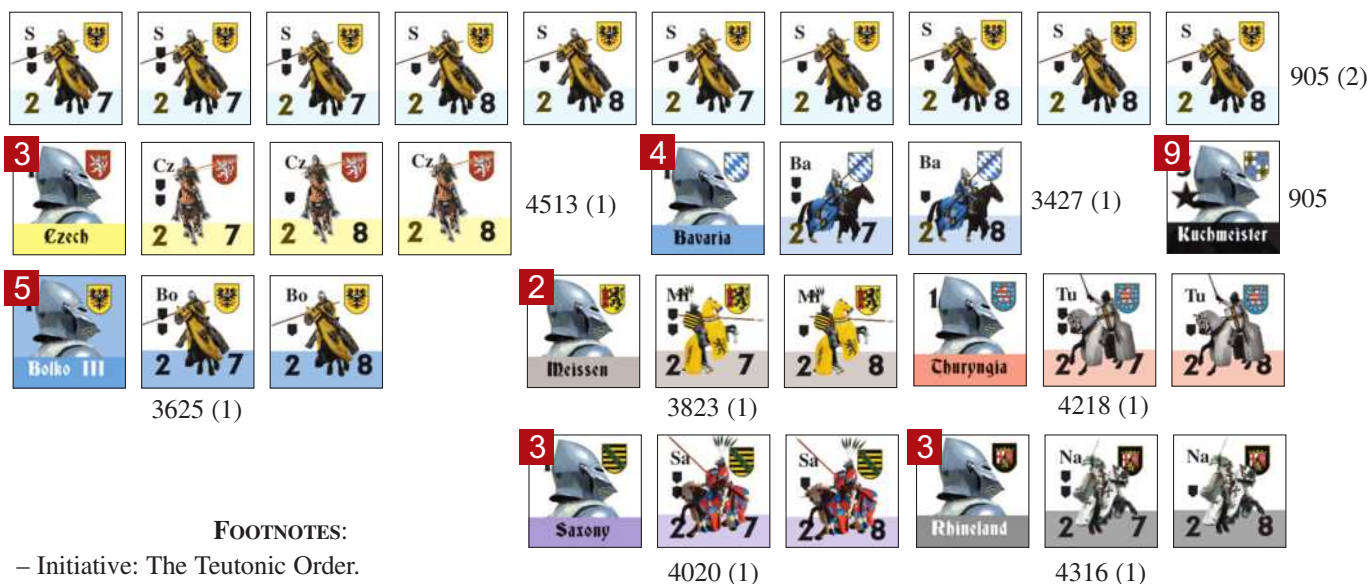 S S S S S S S S S S
2 7 2 7 2 7 2 8 2 8 2 7 2 8 2 8 2 8 2 8 905 (2)
3 Cz Cz Cz 4 Ba Ba 9
Czech 2 7 2 8 2 8 4513 (1) Bavaria 2 7 2 8 3427 (1) Kuchmeister 905
5 Bo Bo 2 Mi Mi 1 Tu Tu
Bolko III 2 7 2 8 Meissen 2 7 2 8 Thuryngia 2 7 2 8
3625 (1) 3823 (1) 4218 (1)
3 Sa Sa 3 Na Na
Saxony 2 7 2 8 Rhineland 2 7 2 8
FOOTNOTES:
– Initiative: The Teutonic Order.
4020 (1) 4316 (1)